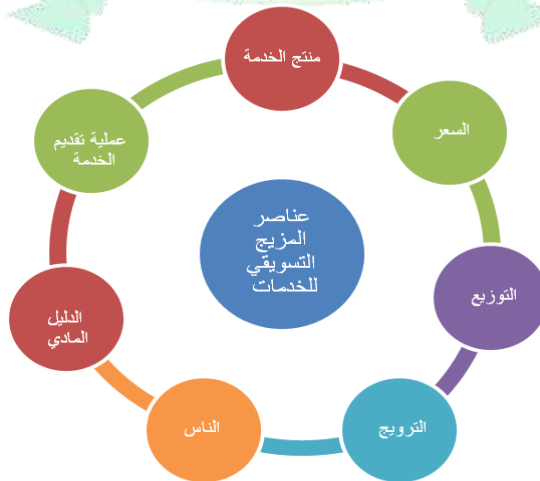 منتج الخدمة
السعر
التوزيع
الترويج
الناس
الدليل
المادي
عملية تقديم
الخدمة
عناصر
المزيج
التسويقي
للخدمات